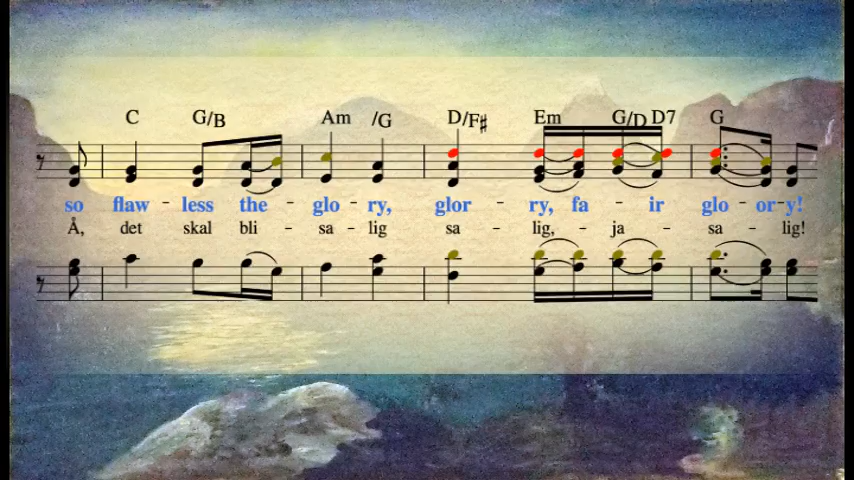 C G/B Am /G D/F♯ Em G/D D7 G
so flaw - less the - glo - ry, glor - ry, fa - ir glo - or - y!
Å, det skal bli - sa - lig sa - lig, - ja - sa - lig!